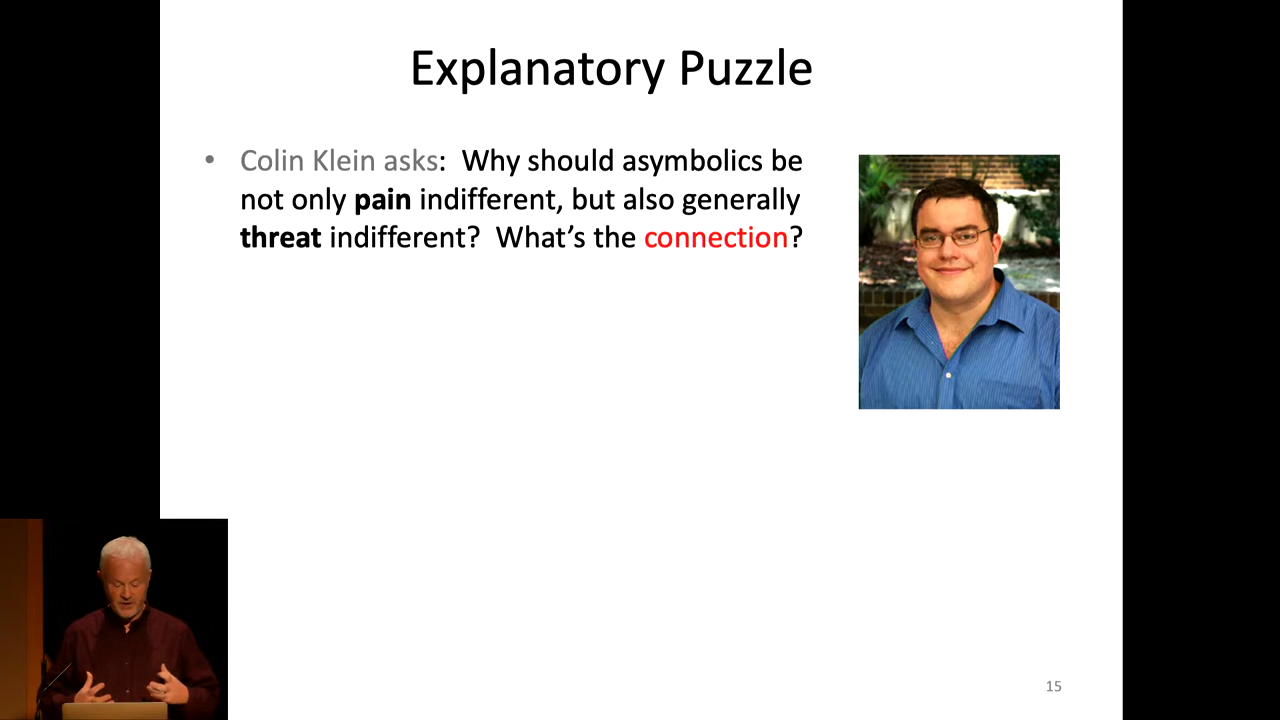 Explanatory Puzzle
• Colin Klein asks:  Why should asymbolics be
not only pain indifferent, but also generally
threat indifferent?  What’s the connection?
15